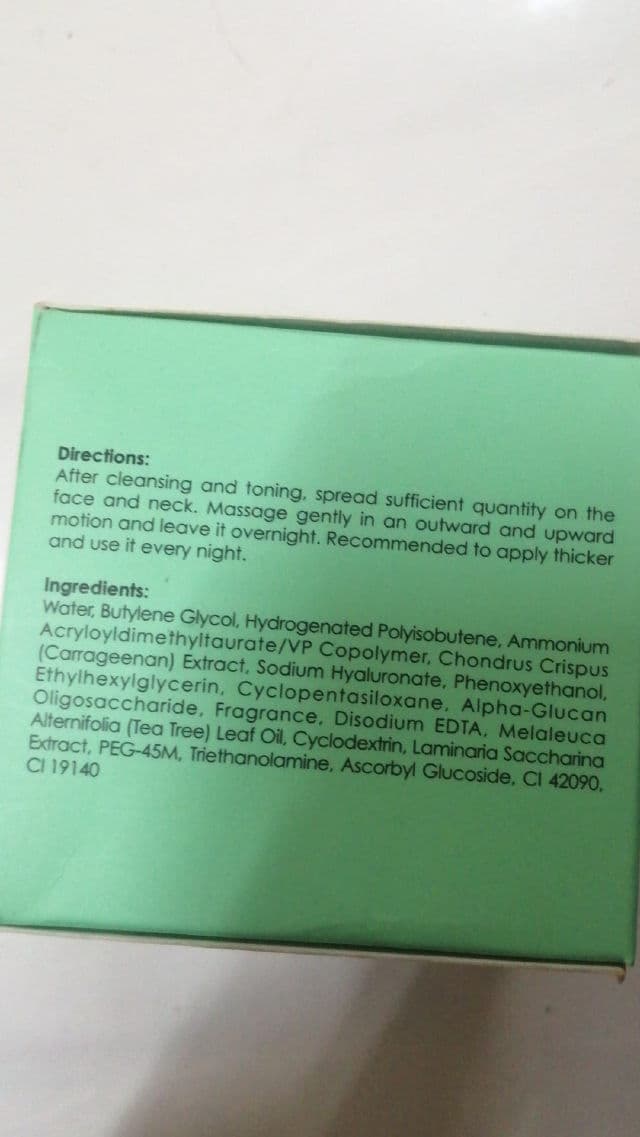 Directions:
After cleansing and toning, spread sufficient quantity on the
face and neck. Massage gently in an outward and upward
motion and leave it overnight. Recommended to apply thicker
and use it every night.
Ingredients:
Water, Butylene Glycol, Hydrogenated Polyisobutene, Ammonium
Acryloyldimethyltaurate/VP Copolymer, Chondrus Crispus
(Carrageenan) Extract, Sodium Hyaluronate, Phenoxyethanol,
Ethylhexylglycerin, Cyclopentasiloxane, Alpha-Glucan
Oligosaccharide, Fragrance, Disodium EDTA, Melaleuca
Alternifolia (Tea Tree) Leaf Oil, Cyclodextrin, Laminaria Saccharina
Extract, PEG-45M, Triethanolamine, Ascorbyl Glucoside, CI 42090,
CI 19140